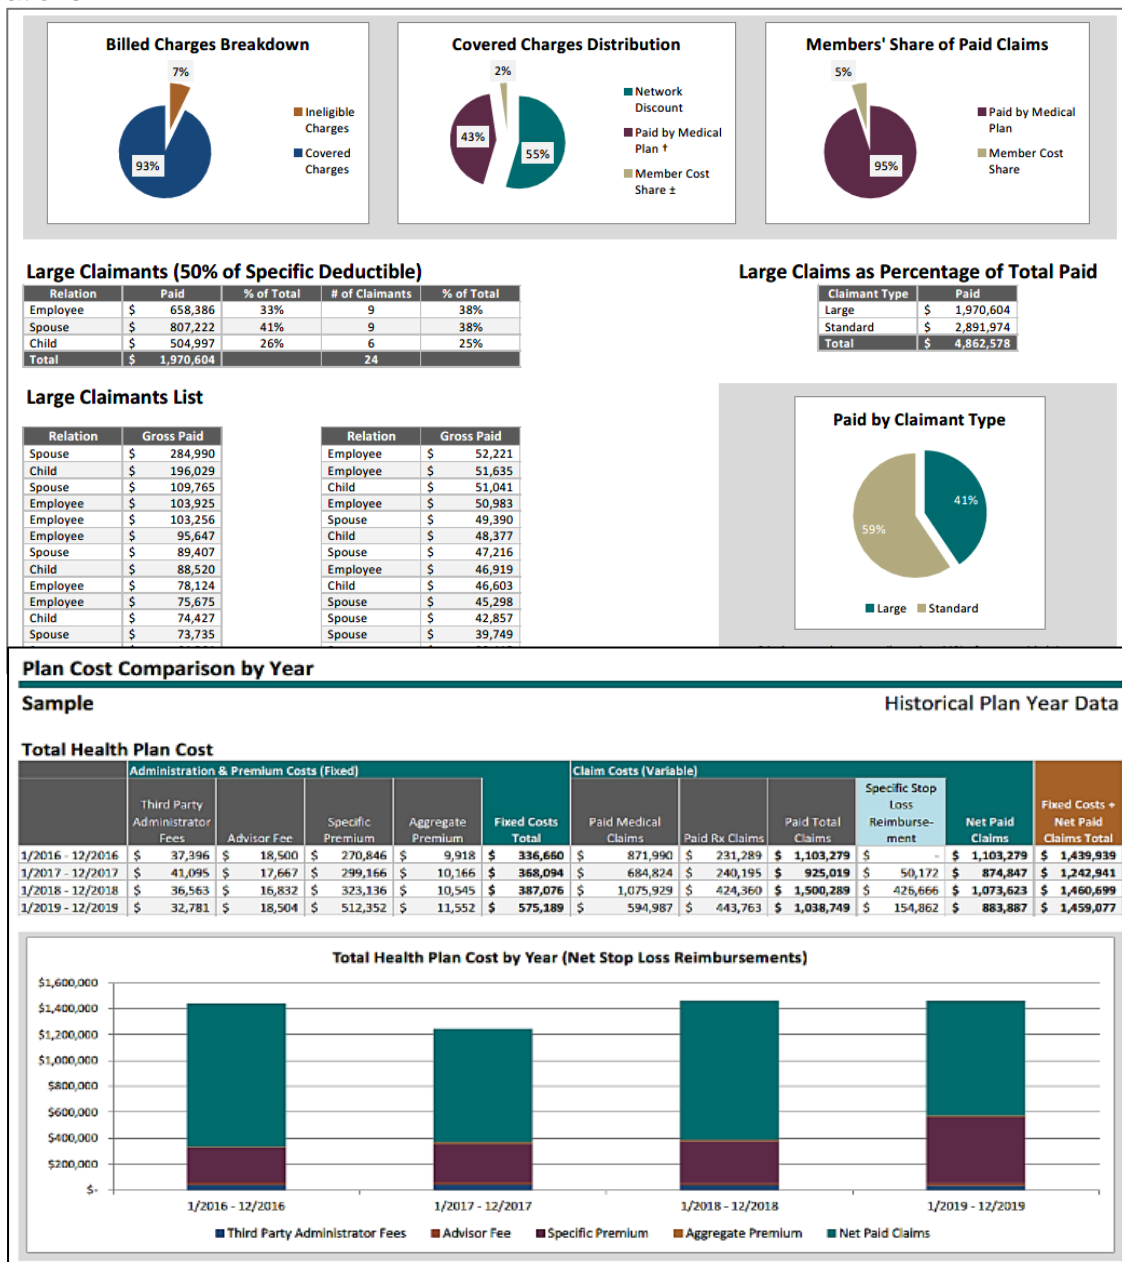 Billed Charges Breakdown
7%
93%
Ineligible
Charges
Covered
Charges
Covered Charges Distribution
2%
43%
55%
Network
Discount
Paid by Medical
Plan †
Member Cost
Share ±
Members' Share of Paid Claims
5%
95%
Paid by Medical
Plan
Member Cost
Share
Large Claimants (50% of Specific Deductible)
Relation Paid % of Total # of Claimants % of Total
Employee $ 658,386 33% 9 38%
Spouse $ 807,222 41% 9 38%
Child $ 504,997 26% 6 25%
Total $ 1,970,604 24
Large Claims as Percentage of Total Paid
Claimant Type Paid
Large $ 1,970,604
Standard $ 2,891,974
Total $ 4,862,578
Large Claimants List
Relation Gross Paid
Spouse $ 284,990
Child $ 196,029
Spouse $ 109,765
Employee $ 103,925
Employee $ 103,256
Employee $ 95,647
Spouse $ 89,407
Child $ 88,520
Employee $ 78,124
Employee $ 75,675
Child $ 74,427
Spouse $ 73,735
Relation Gross Paid
Employee $ 52,221
Employee $ 51,635
Child $ 51,041
Employee $ 50,983
Spouse $ 49,390
Child $ 48,377
Spouse $ 47,216
Employee $ 46,919
Child $ 46,603
Spouse $ 45,298
Spouse $ 42,857
Spouse $ 39,749
Paid by Claimant Type
41%
59%
Large Standard
Plan Cost Comparison by Year
Sample Historical Plan Year Data
Total Health Plan Cost
Administration & Premium Costs (Fixed) Claim Costs (Variable)
Third Party
Administrator
Fees
Advisor Fee
Specific
Premium
Aggregate
Premium
Fixed Costs
Total
Paid Medical
Claims
Paid Rx Claims
Paid Total
Claims
Specific Stop
Loss
Reimburse-
ment
Net Paid
Claims
Fixed Costs +
Net Paid
Claims Total
1/2016 - 12/2016 $ 37,396 $ 18,500 $ 270,846 $ 9,918 $ 336,660 $ 871,990 $ 231,289 $ 1,103,279 $ - $ 1,103,279 $ 1,439,939
1/2017 - 12/2017 $ 41,095 $ 17,667 $ 299,166 $ 10,166 $ 368,094 $ 684,824 $ 240,195 $ 925,019 $ 50,172 $ 874,847 $ 1,242,941
1/2018 - 12/2018 $ 36,563 $ 16,832 $ 323,136 $ 10,545 $ 387,076 $ 1,075,929 $ 424,360 $ 1,500,289 $ 426,666 $ 1,073,623 $ 1,460,699
1/2019 - 12/2019 $ 32,781 $ 18,504 $ 512,352 $ 11,552 $ 575,189 $ 594,987 $ 443,763 $ 1,038,749 $ 154,862 $ 883,887 $ 1,459,077
Total Health Plan Cost by Year (Net Stop Loss Reimbursements)
$1,600,000
$1,400,000
$1,200,000
$1,000,000
$800,000
$600,000
$400,000
$200,000
$-
1/2016 - 12/2016 1/2017 - 12/2017 1/2018 - 12/2018 1/2019 - 12/2019
Third Party Administrator Fees Advisor Fee Specific Premium Aggregate Premium Net Paid Claims